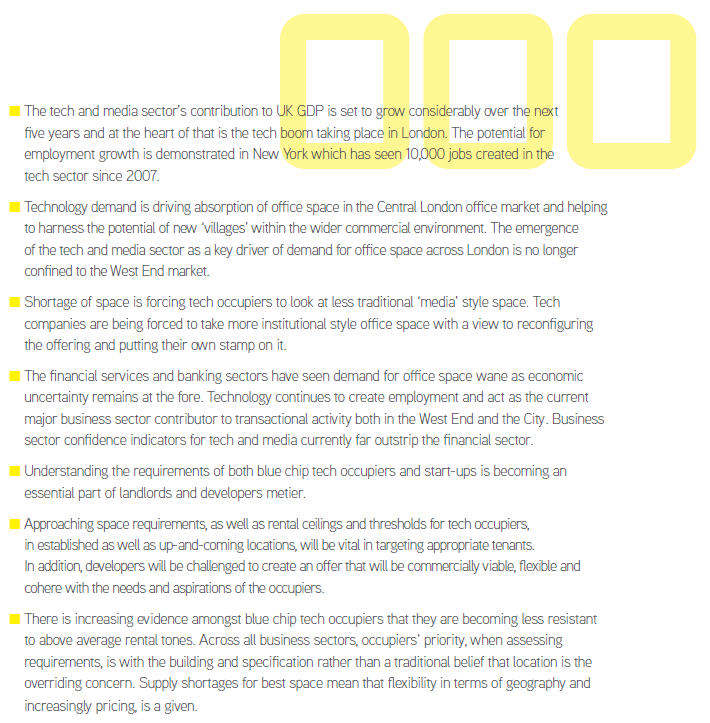 The tech and media sector's contribution to UK GDP is set to grow considerably over the next
five years and at the heart of that is the tech boom taking place in London. The potential for
employment growth is demonstrated in New York which has seen 10,000 jobs created in the
tech sector since 2007.
Technology demand is driving absorption of office space in the Central London office market and helping
to harness the potential of new 'villages' within the wider commercial environment. The emergence
of the tech and media sector as a key driver of demand for office space across London is no longer
confined to the West End market.
Shortage of space is forcing tech occupiers to look at less traditional 'media' style space. Tech
companies are being forced to take more institutional style office space with a view to reconfiguring
the offering and putting their own stamp on it.
The financial services and banking sectors have seen demand for office space wane as economic
uncertainty remains at the fore. Technology continues to create employment and act as the current
major business sector contributor to transactional activity both in the West End and the City. Business
sector confidence indicators for tech and media currently far outstrip the financial sector.
Understanding the requirements of both blue chip tech occupiers and start-ups is becoming an
essential part of landlords and developers metier.
Approaching space requirements, as well as rental ceilings and thresholds for tech occupiers,
in established as well as up-and-coming locations, will be vital in targeting appropriate tenants.
In addition, developers will be challenged to create an offer that will be commercially viable, flexible and
cohere with the needs and aspirations of the occupiers.
There is increasing evidence amongst blue chip tech occupiers that they are becoming less resistant
to above average rental tones. Across all business sectors, occupiers' priority, when assessing
requirements, is with the building and specification rather than a traditional belief that location is the
overriding concern. Supply shortages for best space mean that flexibility in terms of geography and
increasingly pricing, is a given.